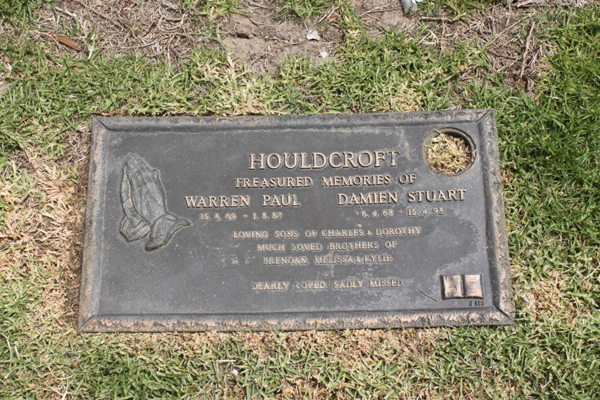 HOULDCROFT
TREASURED MEMORIES OF
WARREN PAUL DAMIEN STUART
15.8.69 - 1.8.87 6.4.68 - 15.4.93
LOVING SONS OF CHARLES & DOROTHY
MUCH LOVED BROTHERS OF
BRENDAN MELISSA & KYLIE
DEARLY LOVED SADLY MISSED